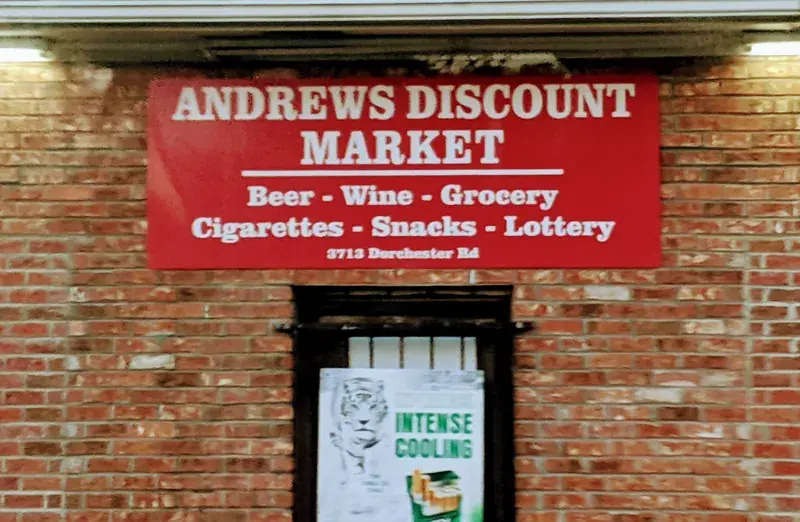 ANDREWS DISCOUNT
MARKET
Beer - Wine - Grocery
Cigarettes - Snacks - Lottery
3713 Dorchester Rd
INTENSE
COOLING